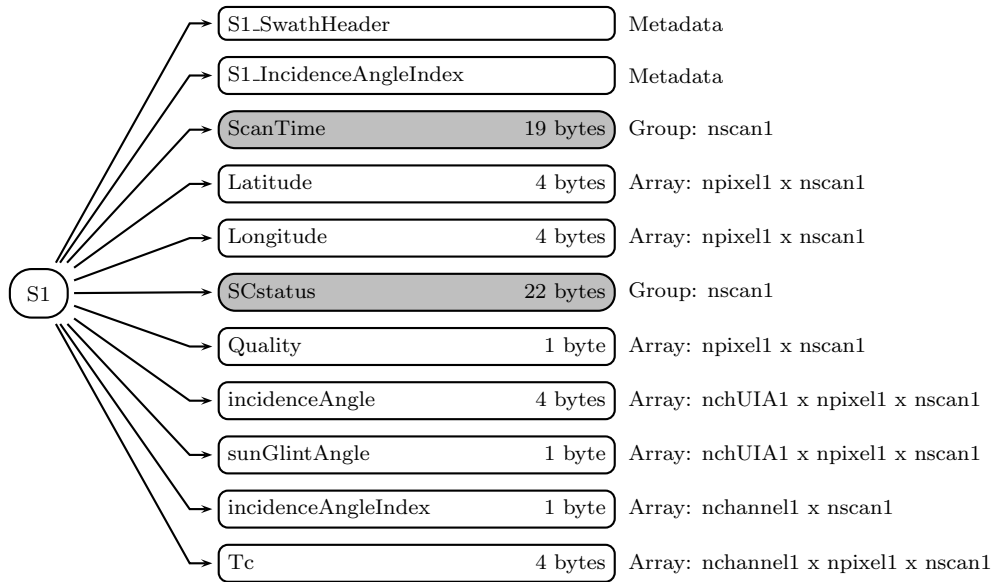 S1_SwathHeader Metadata
S1_IncidenceAngleIndex Metadata
ScanTime 19 bytes Group: nscan1
Latitude 4 bytes Array: npixel1 x nscan1
Longitude 4 bytes Array: npixel1 x nscan1
S1 SCstatus 22 bytes Group: nscan1
Quality 1 byte Array: npixel1 x nscan1
incidenceAngle 4 bytes Array: nchUIA1 x npixel1 x nscan1
sunGlintAngle 1 byte Array: nchUIA1 x npixel1 x nscan1
incidenceAngleIndex 1 byte Array: nchannel1 x nscan1
Tc 4 bytes Array: nchannel1 x npixel1 x nscan1